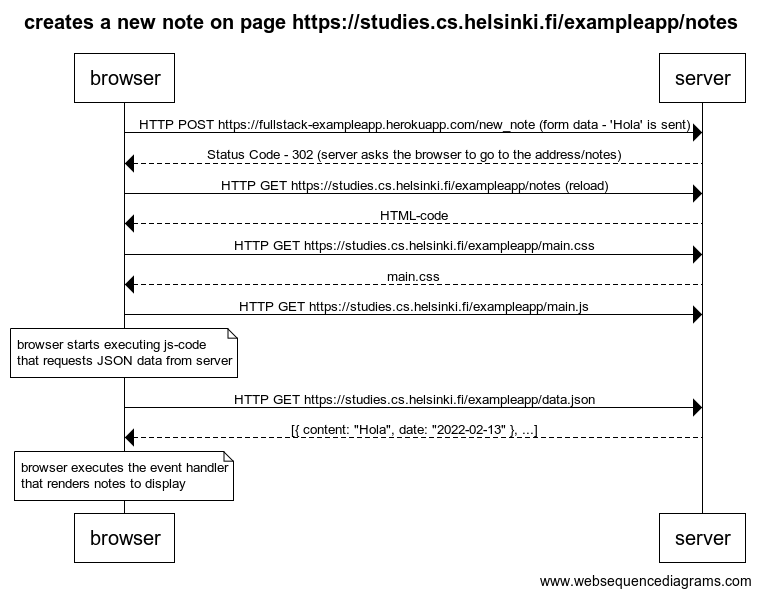 creates a new note on page https://studies.cs.helsinki.fi/exampleapp/notes
browser
server
HTTP POST https://fullstack-exampleapp.herokuapp.com/new_note (form data - 'Hola' is sent)
Status Code - 302 (server asks the browser to go to the address/notes)
HTTP GET https://studies.cs.helsinki.fi/exampleapp/notes (reload)
HTML-code
HTTP GET https://studies.cs.helsinki.fi/exampleapp/main.css
main.css
HTTP GET https://studies.cs.helsinki.fi/exampleapp/main.js
browser starts executing js-code
that requests JSON data from server
HTTP GET https://studies.cs.helsinki.fi/exampleapp/data.json
[{ content: "Hola", date: "2022-02-13" }, ...]
browser executes the event handler
that renders notes to display
browser
server
www.websequencediagrams.com